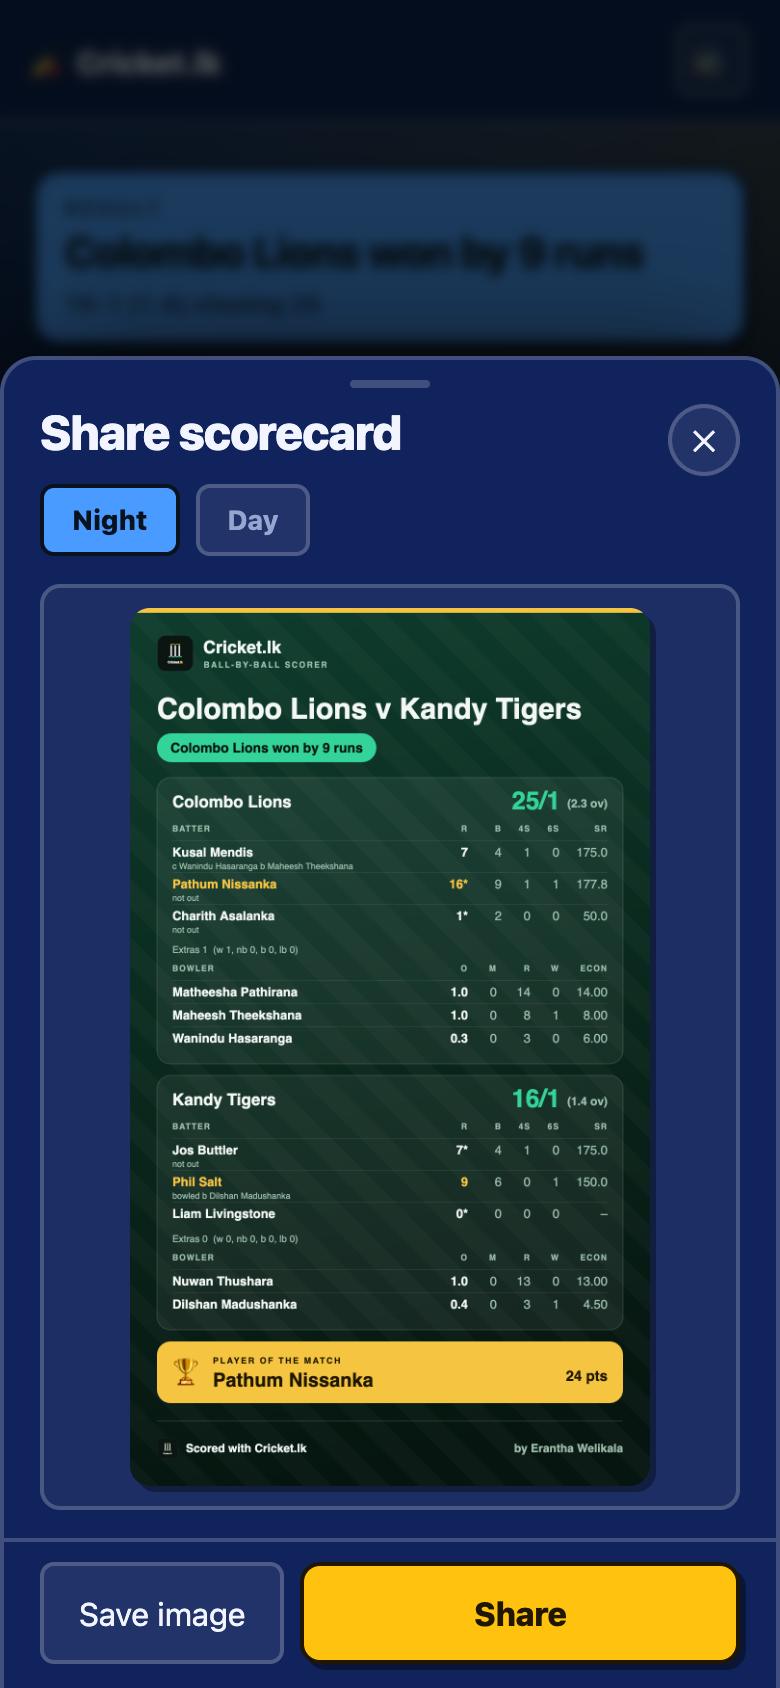 Cricket.lk
Colombo Lions won by 9 runs
Share scorecard
Night Day
Cricket.lk
BALL-BY-BALL SCORER
Colombo Lions v Kandy Tigers
Colombo Lions won by 9 runs
Colombo Lions 25/1 (2.3 ov)
BATTER R B 4S 6S SR
Kusal Mendis 7 4 1 0 175.0
c Wanindu Hasaranga b Maheesh Theekshana
Pathum Nissanka 16* 9 1 1 177.8
not out
Charith Asalanka 1* 2 0 0 50.0
not out
Extras 1 (w 1, nb 0, b 0, lb 0)
BOWLER O M R W ECON
Matheesha Pathirana 1.0 0 14 0 14.00
Maheesh Theekshana 1.0 0 8 1 8.00
Wanindu Hasaranga 0.3 0 3 0 6.00
Kandy Tigers 16/1 (1.4 ov)
BATTER R B 4S 6S SR
Jos Buttler 7* 4 1 0 175.0
not out
Phil Salt 9 6 0 1 150.0
bowled b Dilshan Madushanka
Liam Livingstone 0* 0 0 0 –
Extras 0 (w 0, nb 0, b 0, lb 0)
BOWLER O M R W ECON
Nuwan Thushara 1.0 0 13 0 13.00
Dilshan Madushanka 0.4 0 3 1 4.50
PLAYER OF THE MATCH
Pathum Nissanka 24 pts
Scored with Cricket.lk by Erantha Welikala
Save image Share